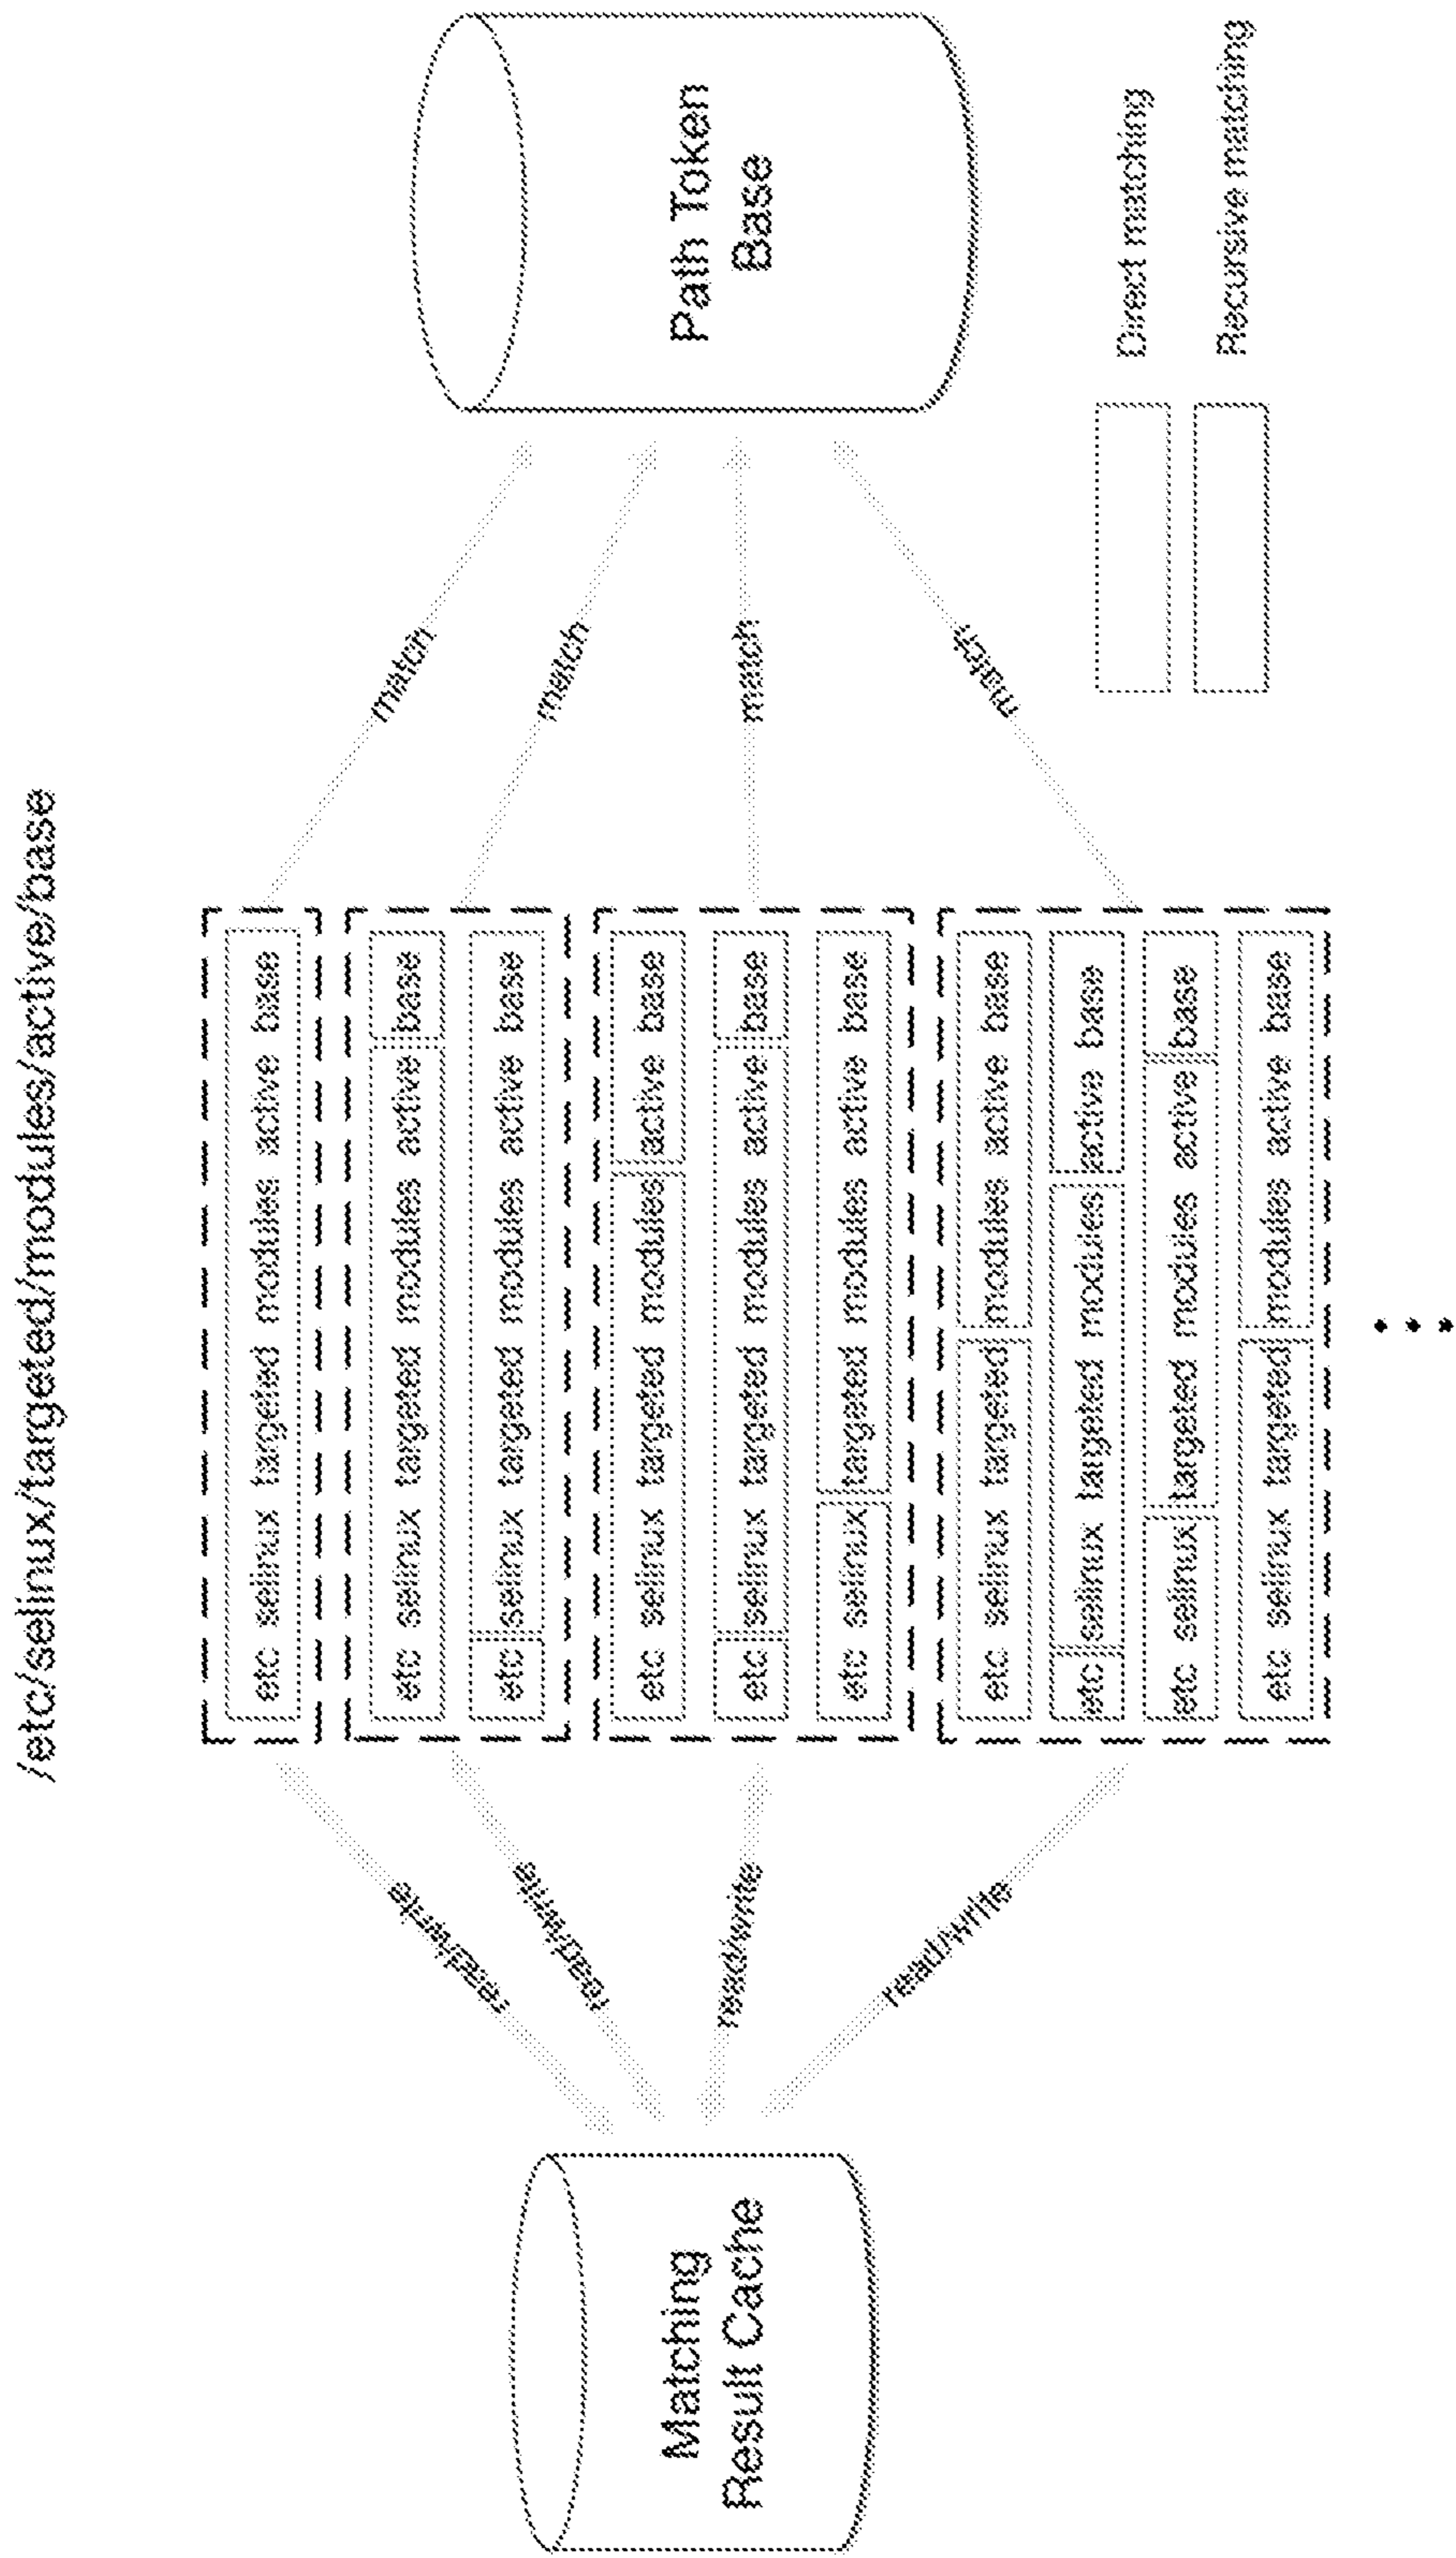 /etc/selinux/targeted/modules/active/base
etc selinux targeted modules active base
etc selinux targeted modules active base
etc selinux targeted modules active base
etc selinux targeted modules active base
etc selinux targeted modules active base
etc selinux targeted modules active base
etc selinux targeted modules active base
etc selinux targeted modules active base
etc selinux targeted modules active base
etc selinux targeted modules active base
read/write
read/write
read/write
read/write
match
match
match
match
Matching
Result Cache
Path Token
Base
Direct matching
Recursive matching